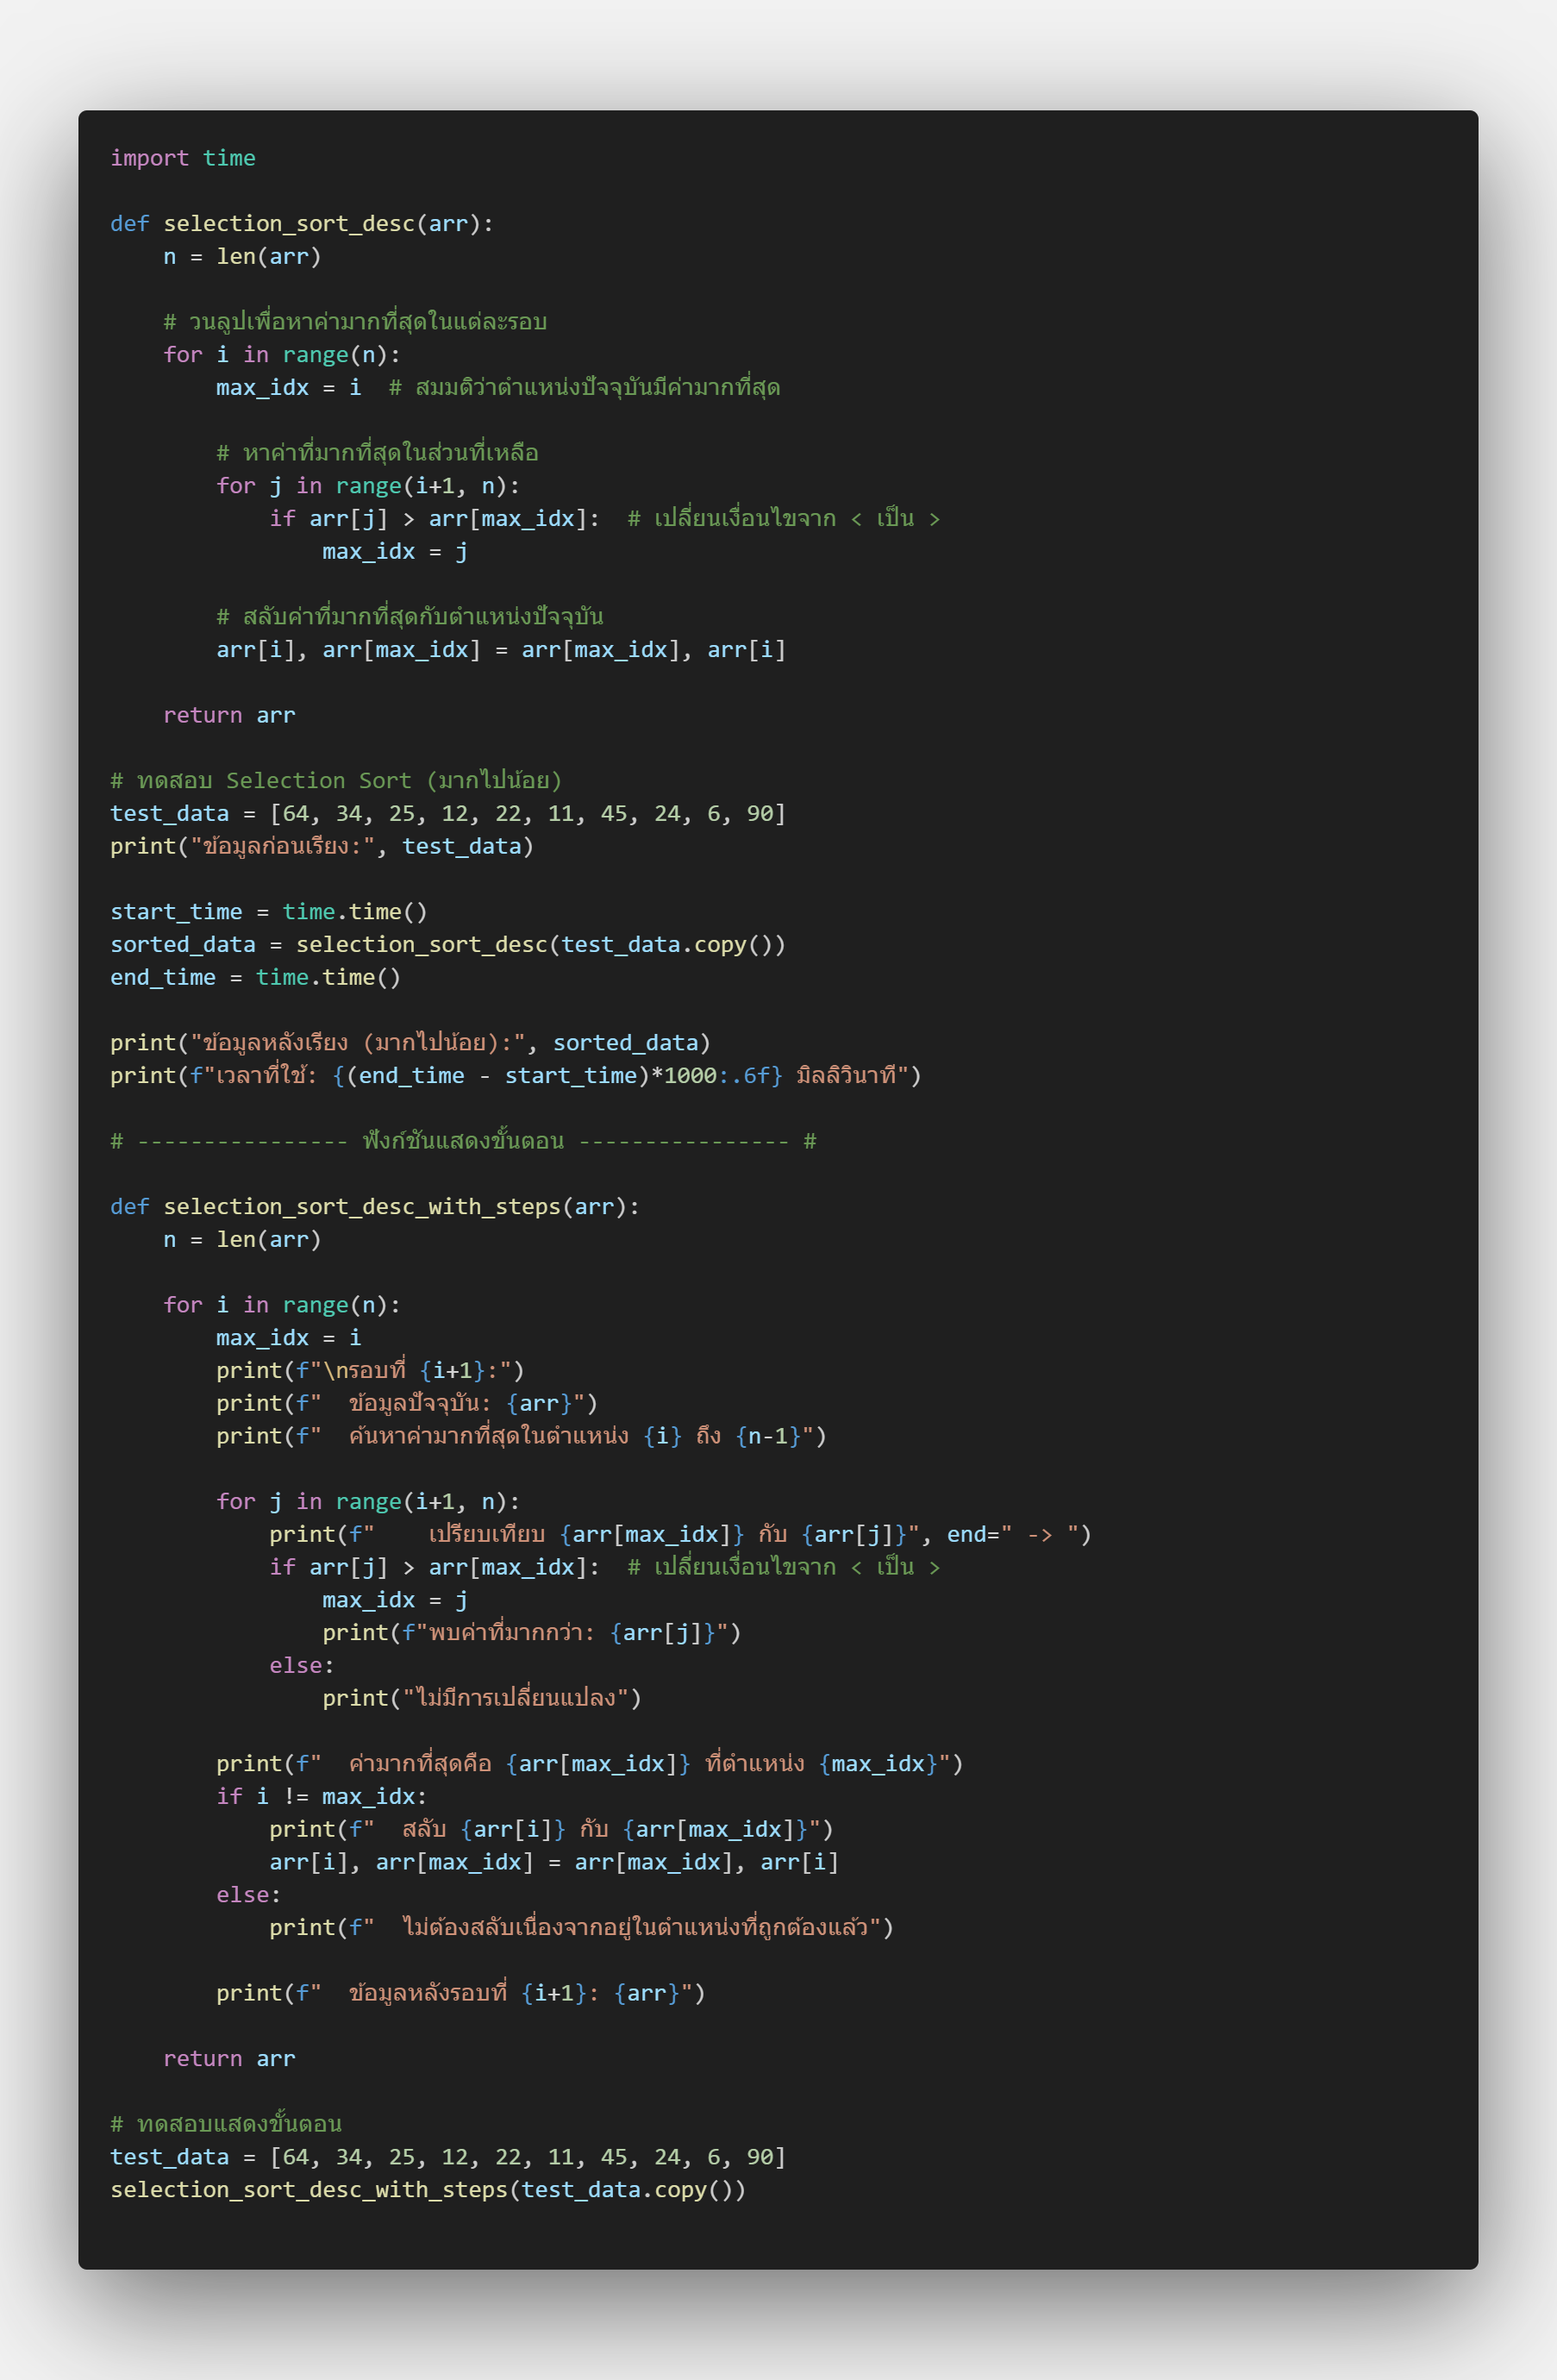 import time

def selection_sort_desc(arr):
    n = len(arr)

    # วนลูปเพื่อหาค่ามากที่สุดในแต่ละรอบ
    for i in range(n):
        max_idx = i  # สมมติว่าตำแหน่งปัจจุบันมีค่ามากที่สุด

        # หาค่าที่มากที่สุดในส่วนที่เหลือ
        for j in range(i+1, n):
            if arr[j] > arr[max_idx]:  # เปลี่ยนเงื่อนไขจาก < เป็น >
                max_idx = j

        # สลับค่าที่มากที่สุดกับตำแหน่งปัจจุบัน
        arr[i], arr[max_idx] = arr[max_idx], arr[i]

    return arr

# ทดสอบ Selection Sort (มากไปน้อย)
test_data = [64, 34, 25, 12, 22, 11, 45, 24, 6, 90]
print("ข้อมูลก่อนเรียง:", test_data)

start_time = time.time()
sorted_data = selection_sort_desc(test_data.copy())
end_time = time.time()

print("ข้อมูลหลังเรียง (มากไปน้อย):", sorted_data)
print(f"เวลาที่ใช้: {(end_time - start_time)*1000:.6f} มิลลิวินาที")

# ---------------- ฟังก์ชันแสดงขั้นตอน ---------------- #

def selection_sort_desc_with_steps(arr):
    n = len(arr)

    for i in range(n):
        max_idx = i
        print(f"\nรอบที่ {i+1}:")
        print(f"  ข้อมูลปัจจุบัน: {arr}")
        print(f"  ค้นหาค่ามากที่สุดในตำแหน่ง {i} ถึง {n-1}")

        for j in range(i+1, n):
            print(f"    เปรียบเทียบ {arr[max_idx]} กับ {arr[j]}", end=" -> ")
            if arr[j] > arr[max_idx]:  # เปลี่ยนเงื่อนไขจาก < เป็น >
                max_idx = j
                print(f"พบค่าที่มากกว่า: {arr[j]}")
            else:
                print("ไม่มีการเปลี่ยนแปลง")

        print(f"  ค่ามากที่สุดคือ {arr[max_idx]} ที่ตำแหน่ง {max_idx}")
        if i != max_idx:
            print(f"  สลับ {arr[i]} กับ {arr[max_idx]}")
            arr[i], arr[max_idx] = arr[max_idx], arr[i]
        else:
            print(f"  ไม่ต้องสลับเนื่องจากอยู่ในตำแหน่งที่ถูกต้องแล้ว")

        print(f"  ข้อมูลหลังรอบที่ {i+1}: {arr}")

    return arr

# ทดสอบแสดงขั้นตอน
test_data = [64, 34, 25, 12, 22, 11, 45, 24, 6, 90]
selection_sort_desc_with_steps(test_data.copy())